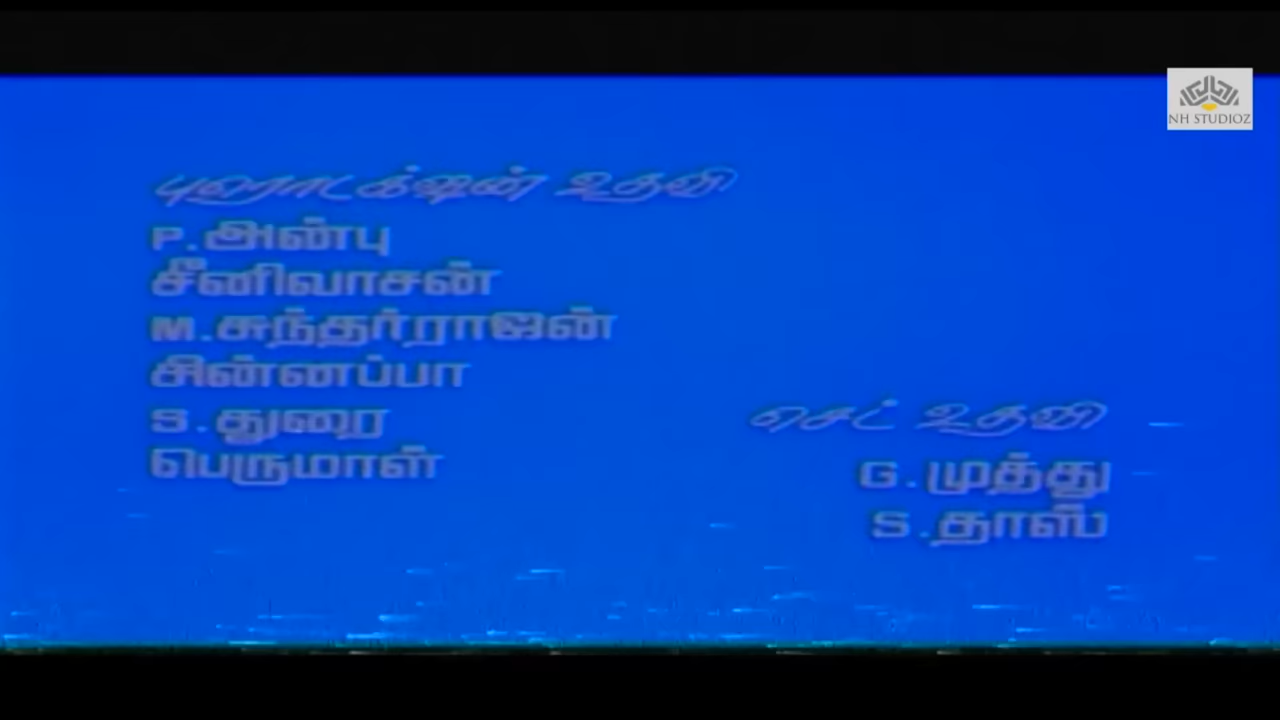 புரொடக்ஷன் உதவி
P.அன்பு
சீனிவாசன்
M.சுந்தர்ராஜன்
சின்னப்பா
S.துரை
பெருமாள்
செட் உதவி
G.முத்து
S.தாஸ்
NH STUDIOZ